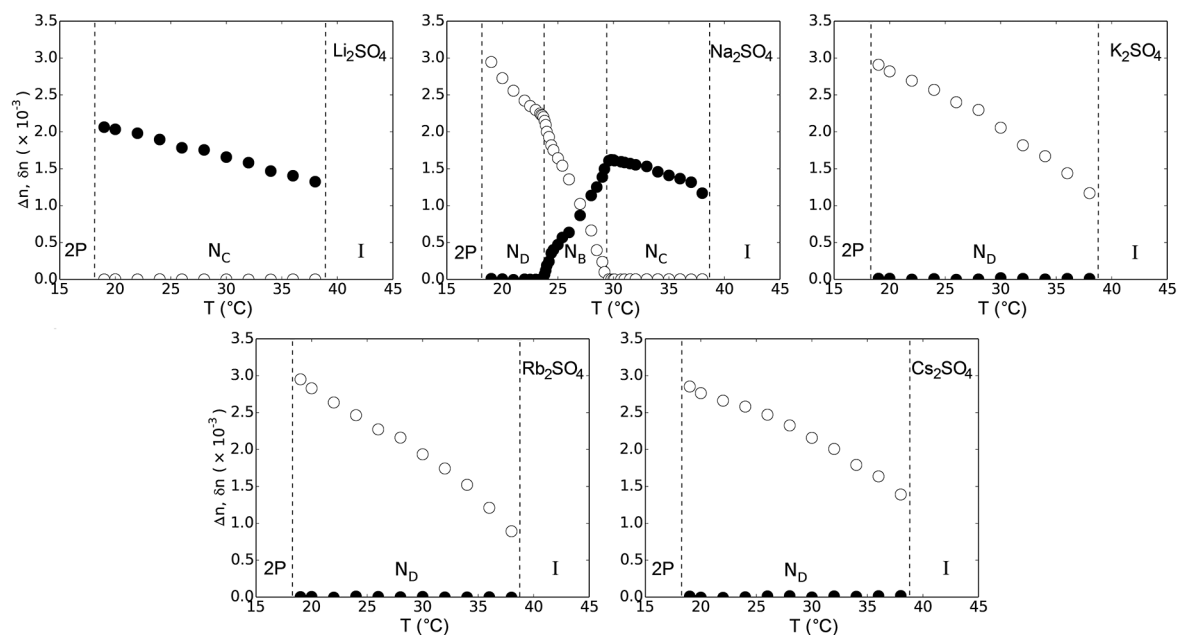 3.5
3.0
2.5
2.0
1.5
1.0
0.5
0.0
Δn, δn ( × 10⁻³)
Li₂SO₄
2P
N_C
I
15 20 25 30 35 40 45
T (°C)
3.5
3.0
2.5
2.0
1.5
1.0
0.5
0.0
Na₂SO₄
2P
N_D
N_B
N_C
I
15 20 25 30 35 40 45
T (°C)
3.5
3.0
2.5
2.0
1.5
1.0
0.5
0.0
K₂SO₄
2P
N_D
I
15 20 25 30 35 40 45
T (°C)
3.5
3.0
2.5
2.0
1.5
1.0
0.5
0.0
Δn, δn ( × 10⁻³)
Rb₂SO₄
2P
N_D
I
15 20 25 30 35 40 45
T (°C)
3.5
3.0
2.5
2.0
1.5
1.0
0.5
0.0
Cs₂SO₄
2P
N_D
I
15 20 25 30 35 40 45
T (°C)